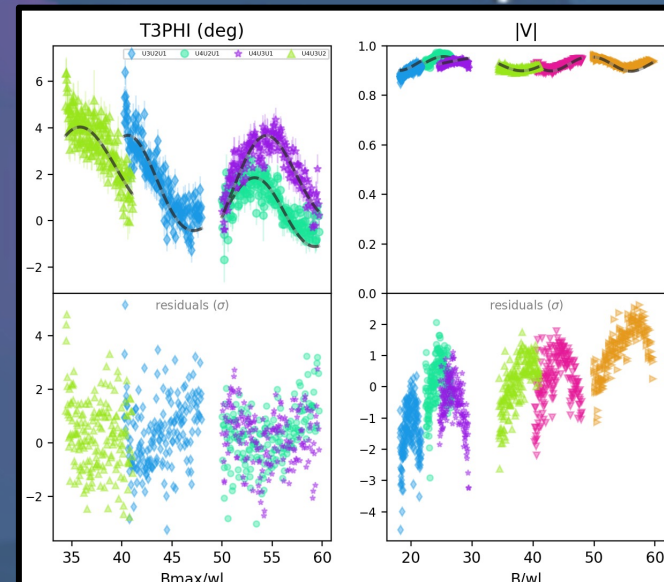 T3PHI (deg)
|V|
U3U2U1 U4U2U1 U4U3U1 U4U3U2
6
4
2
0
−2
1.0
0.8
0.6
0.4
0.2
0.0
residuals (σ)
residuals (σ)
4
2
0
−2
2
1
0
−1
−2
−3
−4
35 40 45 50 55 60
20 30 40 50 60
Bmax/wl
B/wl